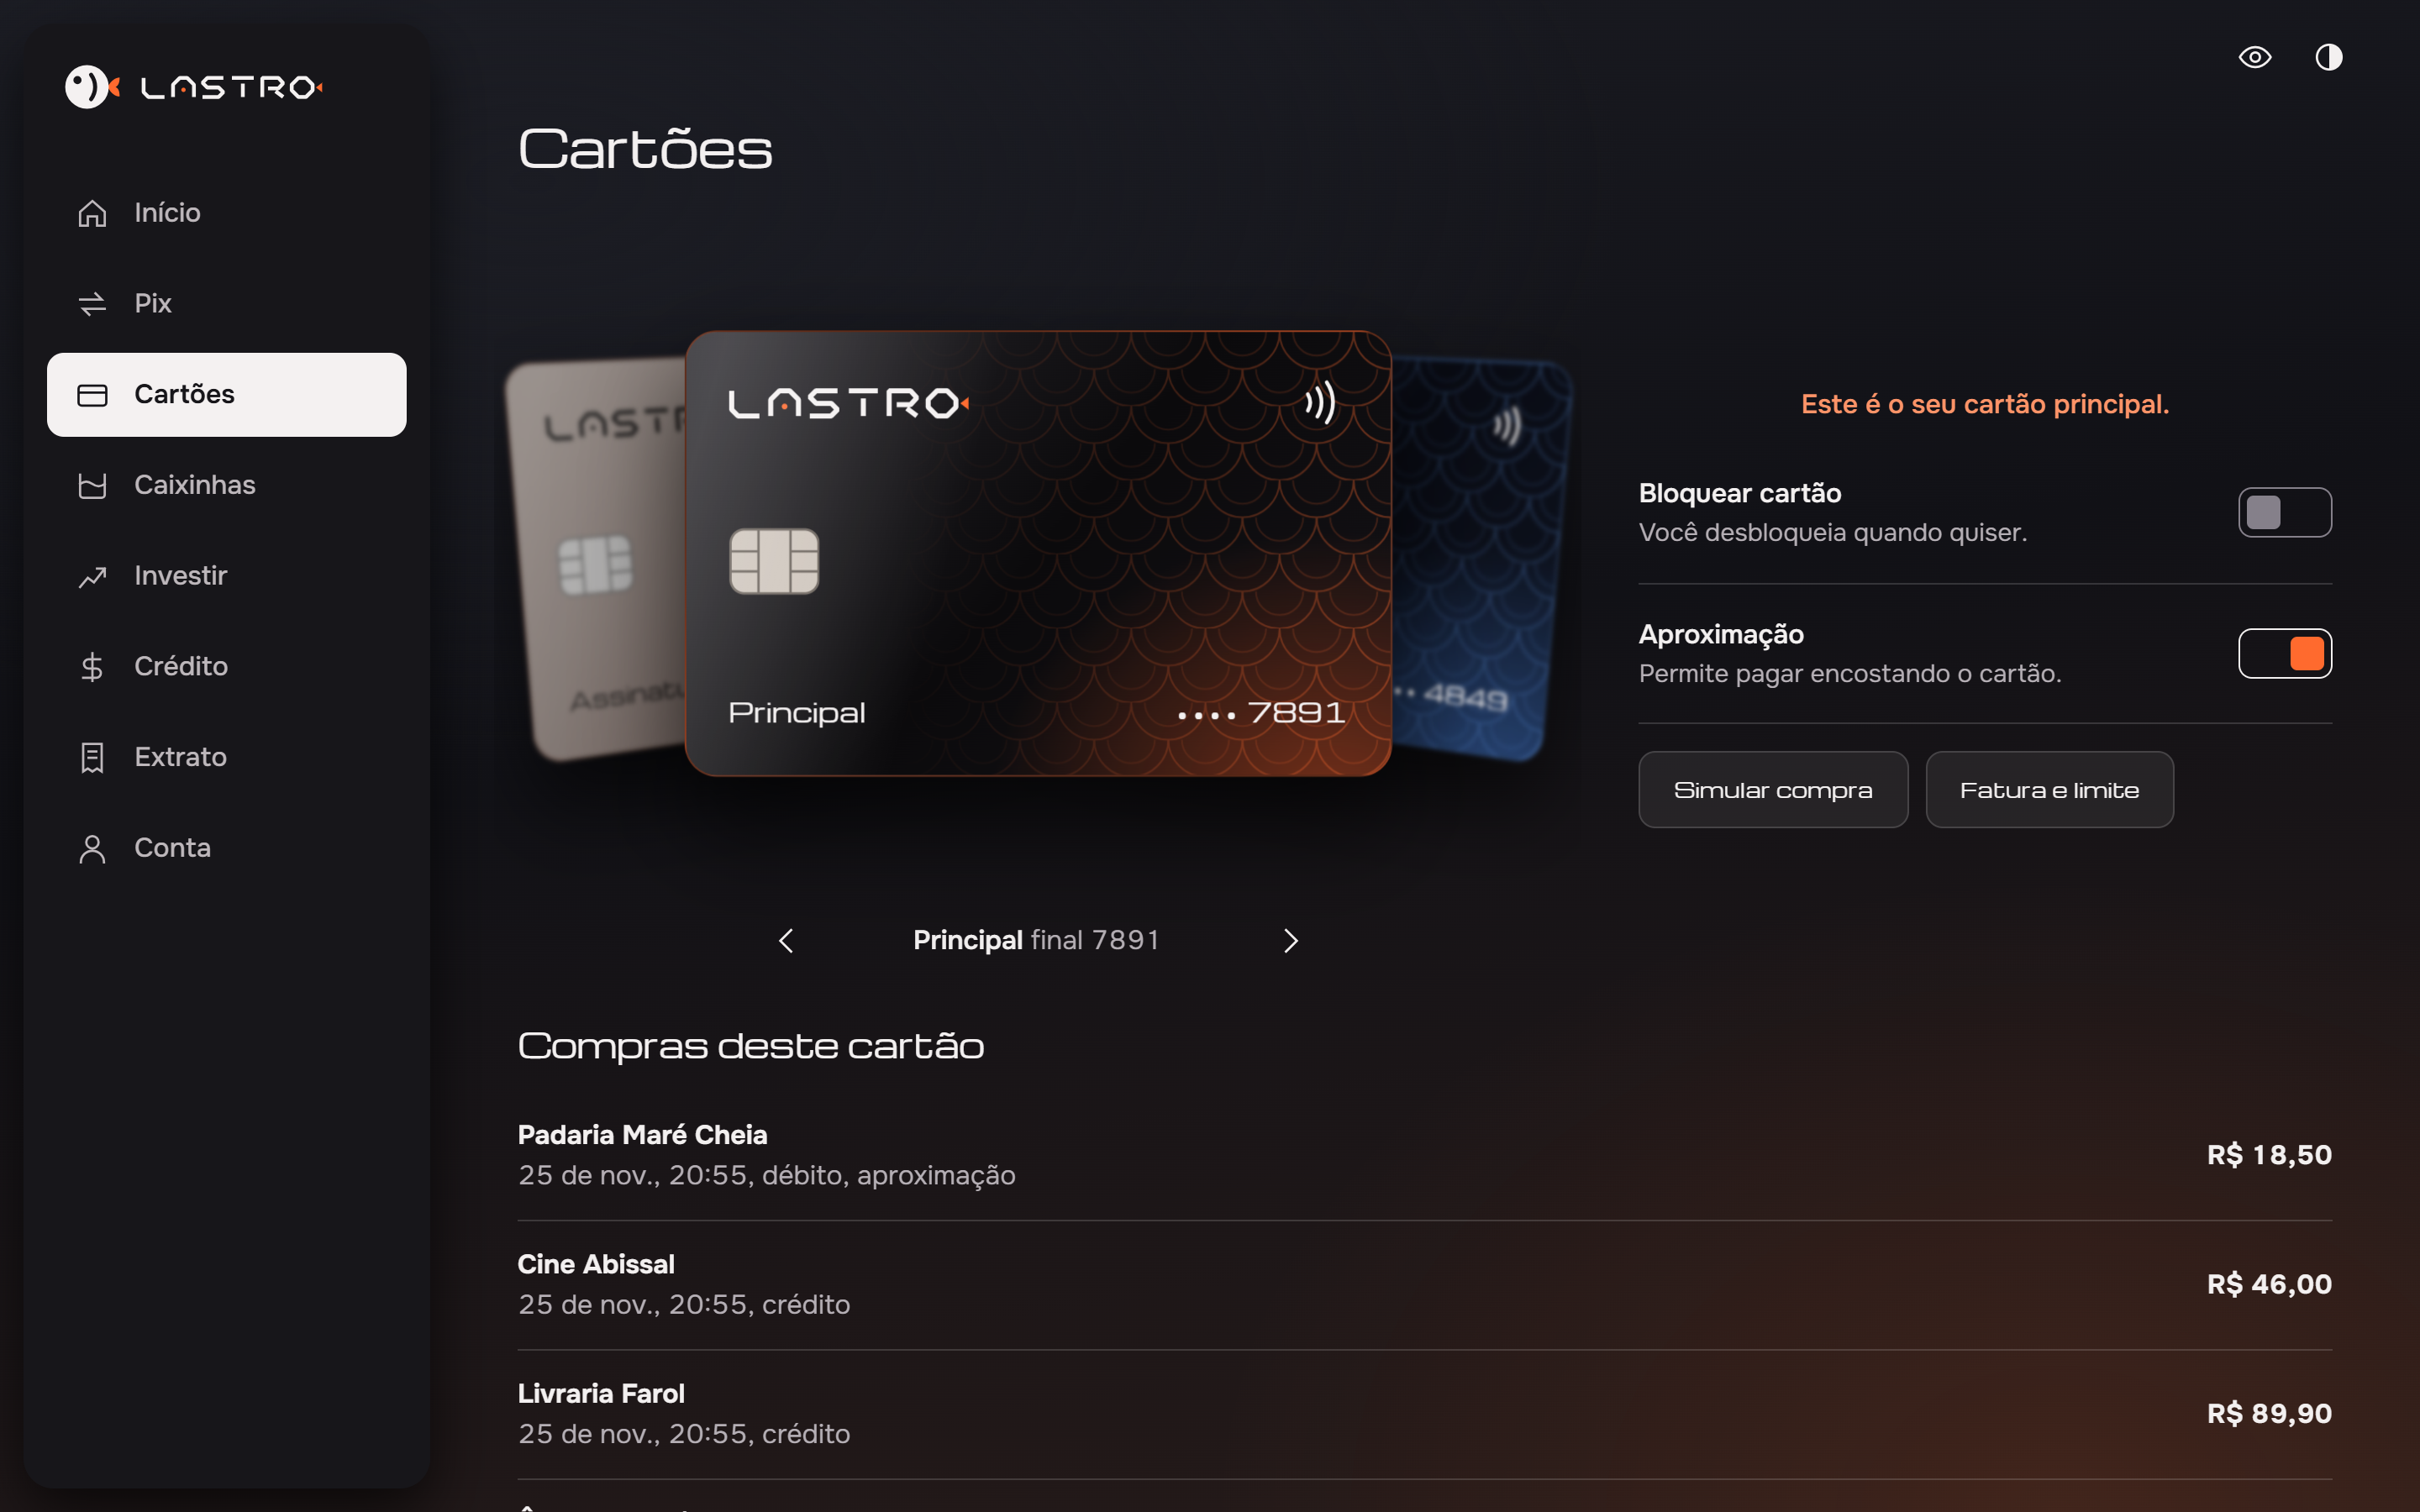 LASTRO
Início
Pix
Cartões
Caixinhas
Investir
Crédito
Extrato
Conta
Cartões
LASTRO
Principal
•••• 7891
•• 4849
Este é o seu cartão principal.
Bloquear cartão
Você desbloqueia quando quiser.
Aproximação
Permite pagar encostando o cartão.
Simular compra
Fatura e limite
Principal final 7891
Compras deste cartão
Padaria Maré Cheia
25 de nov., 20:55, débito, aproximação
R$ 18,50
Cine Abissal
25 de nov., 20:55, crédito
R$ 46,00
Livraria Farol
25 de nov., 20:55, crédito
R$ 89,90